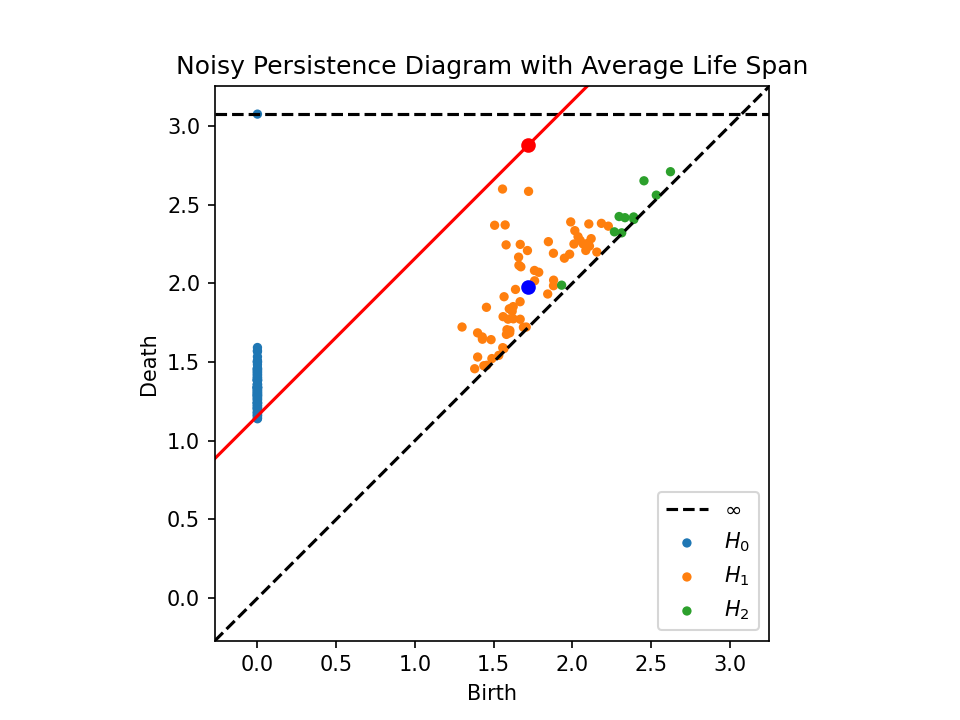 Noisy Persistence Diagram with Average Life Span
Death
3.0
2.5
2.0
1.5
1.0
0.5
0.0
∞
H₀
H₁
H₂
0.0 0.5 1.0 1.5 2.0 2.5 3.0
Birth